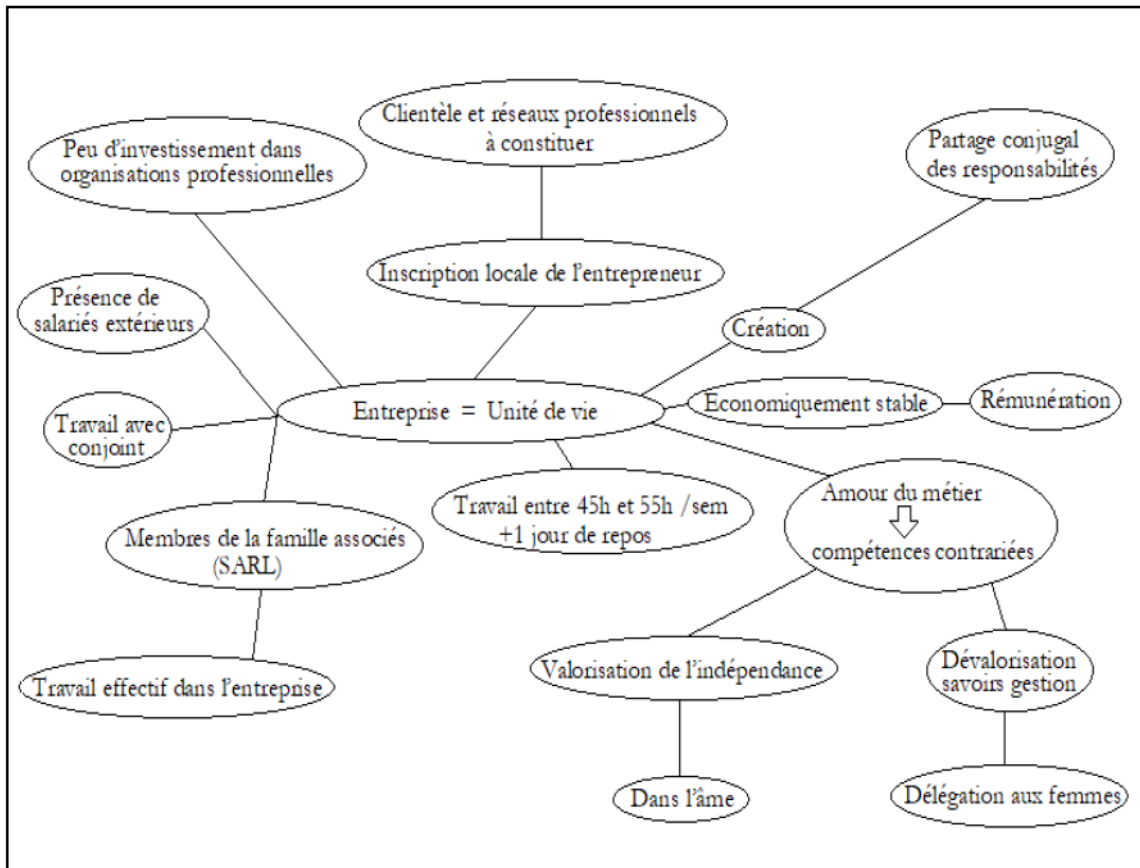 Clientèle et réseaux professionnels
à constituer
Peu d'investissement dans
organisations professionnelles
Partage conjugal
des responsabilités
Inscription locale de l'entrepreneur
Présence de
salariés extérieurs
Création
Entreprise = Unité de vie
Economiquement stable
Rémunération
Travail avec
conjoint
Travail entre 45h et 55h /sem
+1 jour de repos
Amour du métier
compétences contrariées
Membres de la famille associés
(SARL)
Valorisation de l'indépendance
Dévalorisation
savoirs gestion
Travail effectif dans l'entreprise
Dans l'âme
Délégation aux femmes